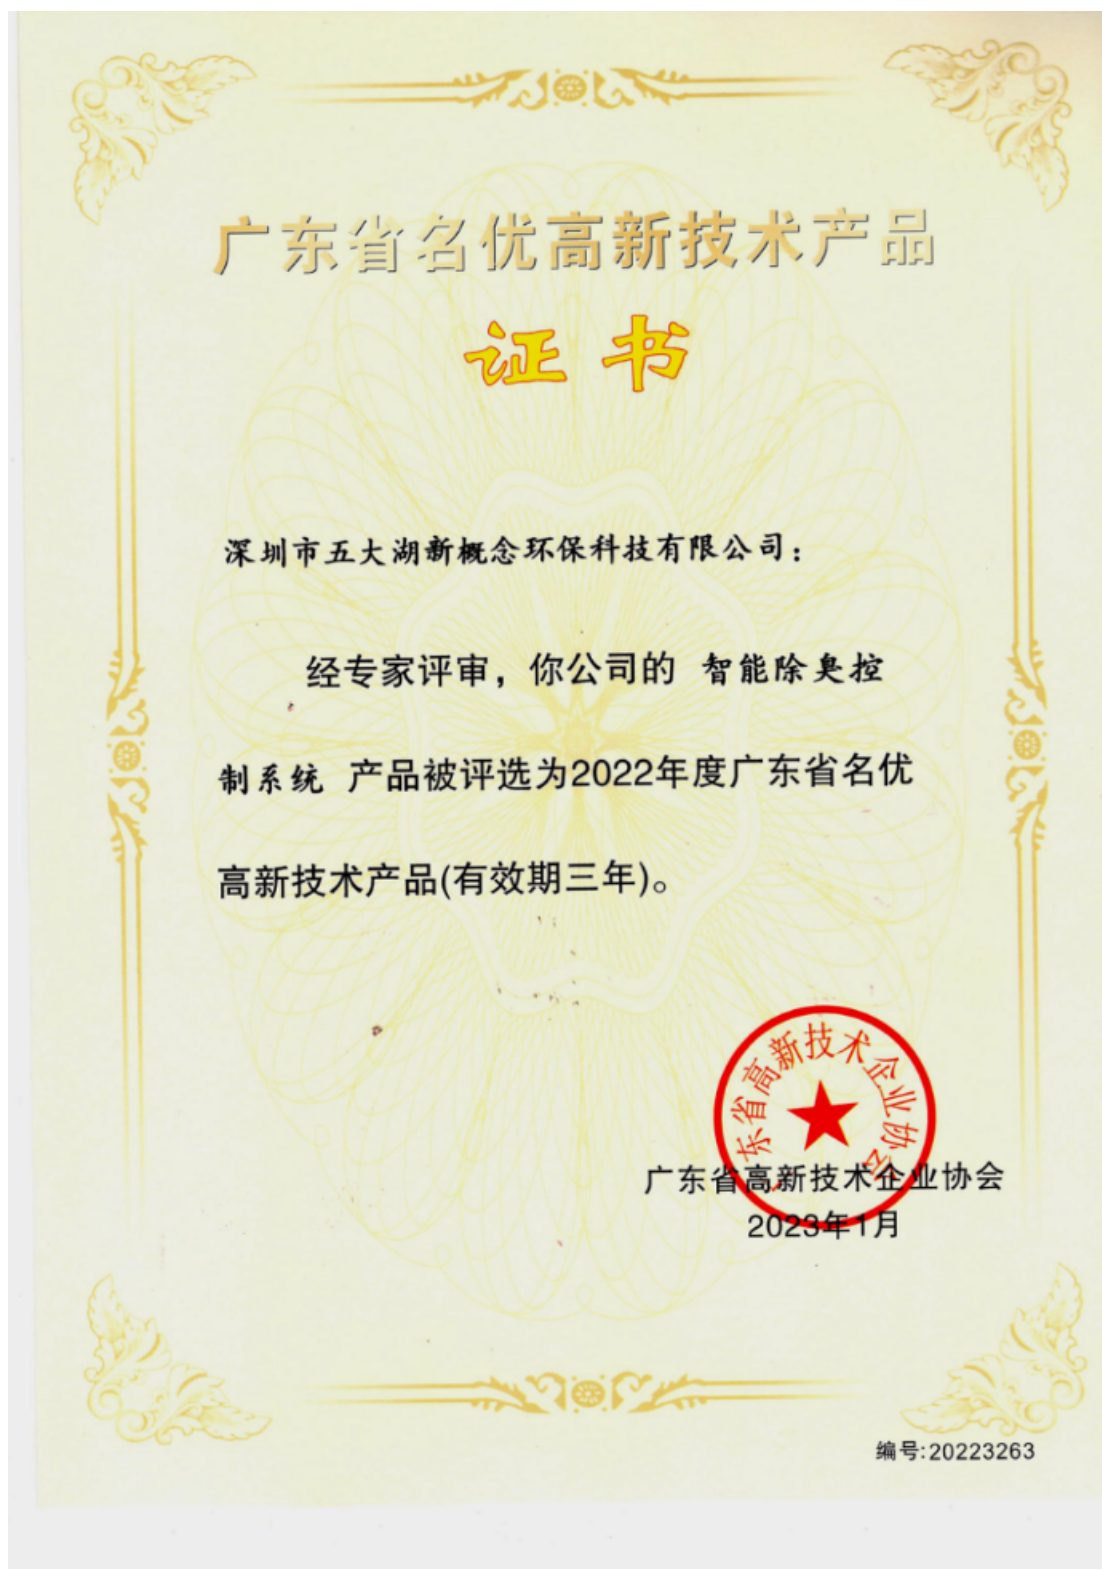 广东省名优高新技术产品
证书
深圳市五大湖新概念环保科技有限公司：
经专家评审，你公司的 智能除臭控
制系统 产品被评选为2022年度广东省名优
高新技术产品(有效期三年)。
广东省高新技术企业协会
广东省高新技术企业协会
2023年1月
编号:20223263